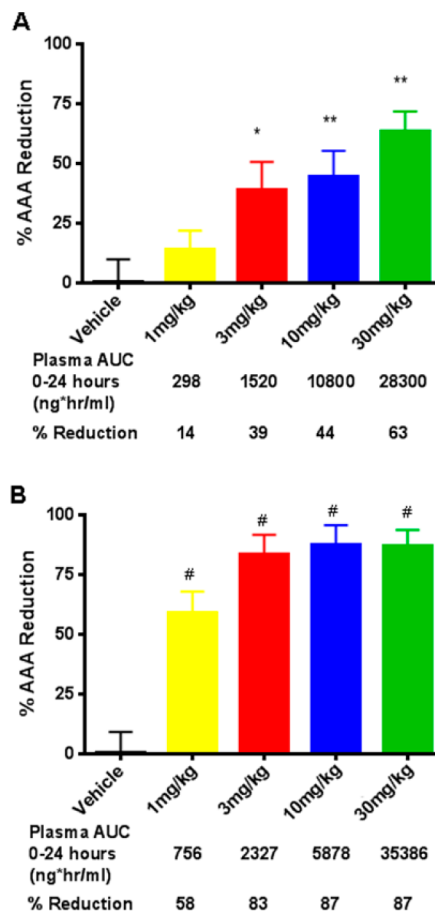 A
100
75
50
25
0
% AAA Reduction
*
**
**
Vehicle
1mg/kg
3mg/kg
10mg/kg
30mg/kg
Plasma AUC
0-24 hours 298 1520 10800 28300
(ng*hr/ml)
% Reduction 14 39 44 63
B
100
75
50
25
0
% AAA Reduction
#
#
#
#
Vehicle
1mg/kg
3mg/kg
10mg/kg
30mg/kg
Plasma AUC
0-24 hours 756 2327 5878 35386
(ng*hr/ml)
% Reduction 58 83 87 87